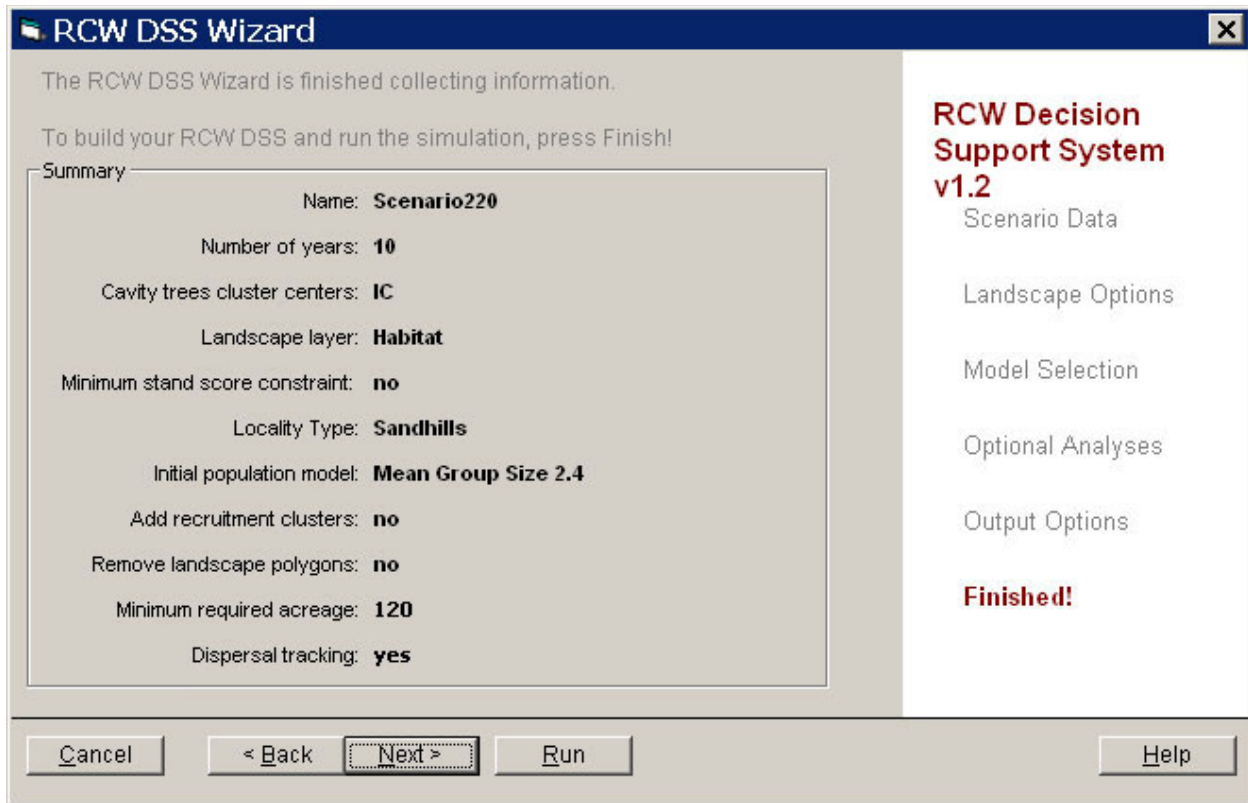 RCW DSS Wizard
The RCW DSS Wizard is finished collecting information.
To build your RCW DSS and run the simulation, press Finish!
Summary
Name: Scenario220
Number of years: 10
Cavity trees cluster centers: IC
Landscape layer: Habitat
Minimum stand score constraint: no
Locality Type: Sandhills
Initial population model: Mean Group Size 2.4
Add recruitment clusters: no
Remove landscape polygons: no
Minimum required acreage: 120
Dispersal tracking: yes
RCW Decision
Support System
v1.2
Scenario Data
Landscape Options
Model Selection
Optional Analyses
Output Options
Finished!
Cancel
< Back
Next >
Run
Help